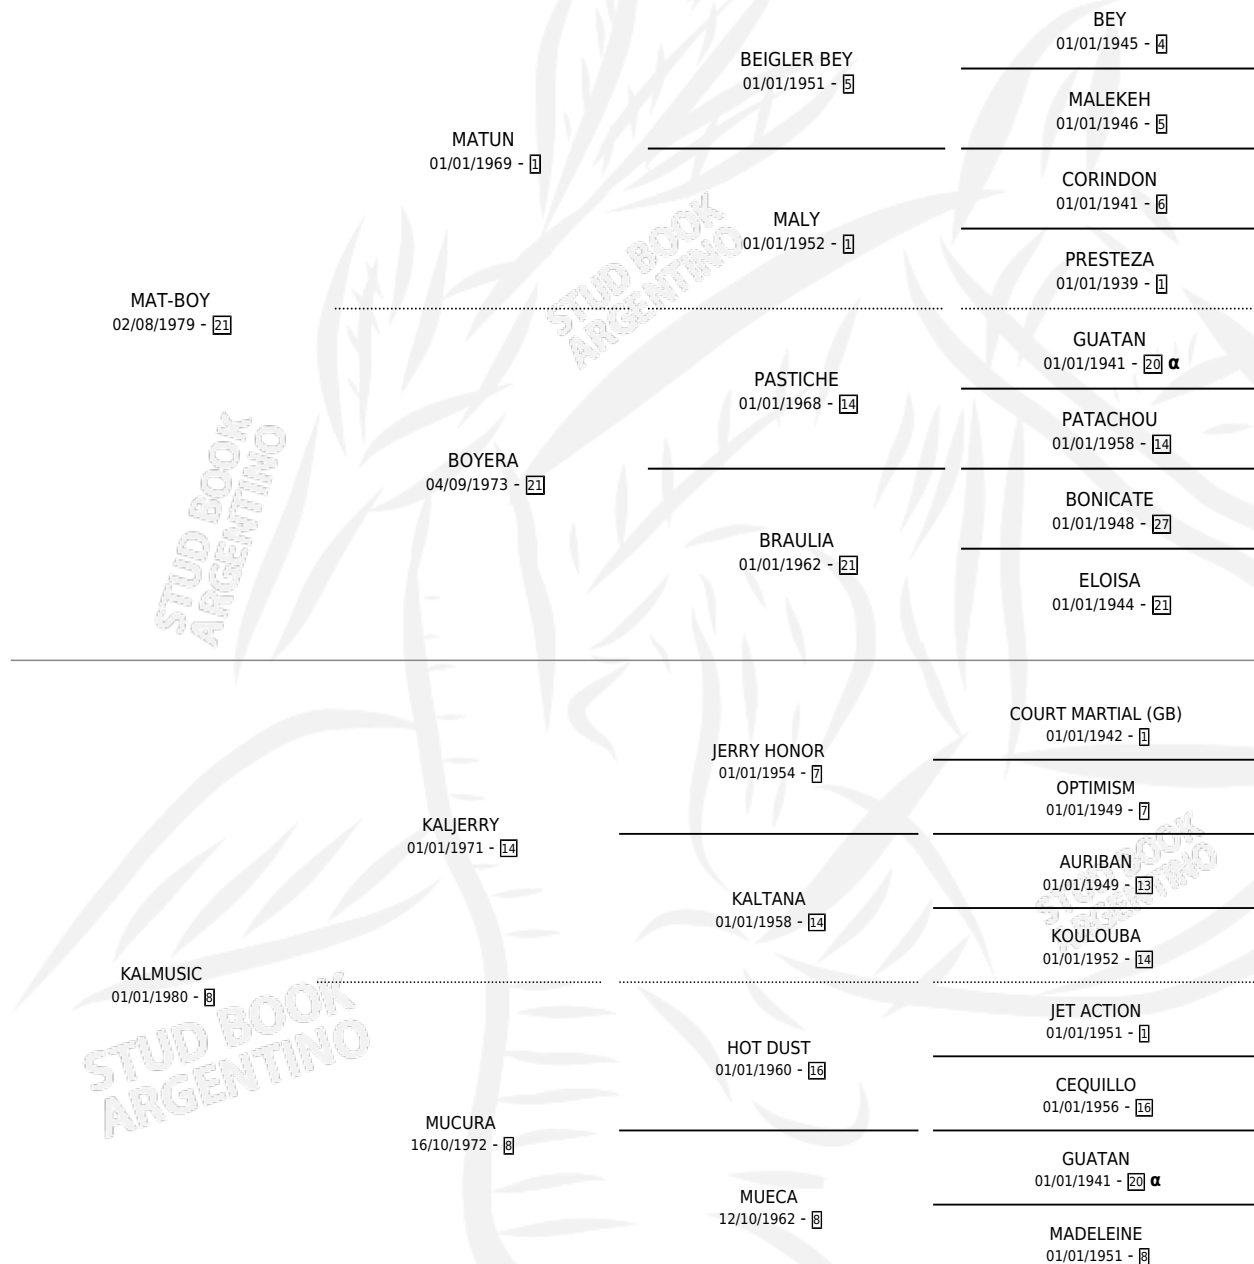 BEY
01/01/1945 - 4
BEIGLER BEY
01/01/1951 - 5
MALEKEH
01/01/1946 - 5
MATUN
01/01/1969 - 1
CORINDON
01/01/1941 - 6
MALY
01/01/1952 - 1
PRESTEZA
01/01/1939 - 1
MAT-BOY
02/08/1979 - 21
GUATAN
01/01/1941 - 20 α
PASTICHE
01/01/1968 - 14
PATACHOU
01/01/1958 - 14
BOYERA
04/09/1973 - 21
BONICATE
01/01/1948 - 27
BRAULIA
01/01/1962 - 21
ELOISA
01/01/1944 - 21
COURT MARTIAL (GB)
01/01/1942 - 1
JERRY HONOR
01/01/1954 - 7
OPTIMISM
01/01/1949 - 7
KALJERRY
01/01/1971 - 14
AURIBAN
01/01/1949 - 13
KALTANA
01/01/1958 - 14
KOULOUBA
01/01/1952 - 14
KALMUSIC
01/01/1980 - 8
JET ACTION
01/01/1951 - 1
HOT DUST
01/01/1960 - 16
CEQUILLO
01/01/1956 - 16
MUCURA
16/10/1972 - 8
GUATAN
01/01/1941 - 20 α
MUECA
12/10/1962 - 8
MADELEINE
01/01/1951 - 8
STUD BOOK
ARGENTINO
STUD BOOK
ARGENTINO
STUD BOOK
ARGENTINO
STUD BOOK
ARGENTINO